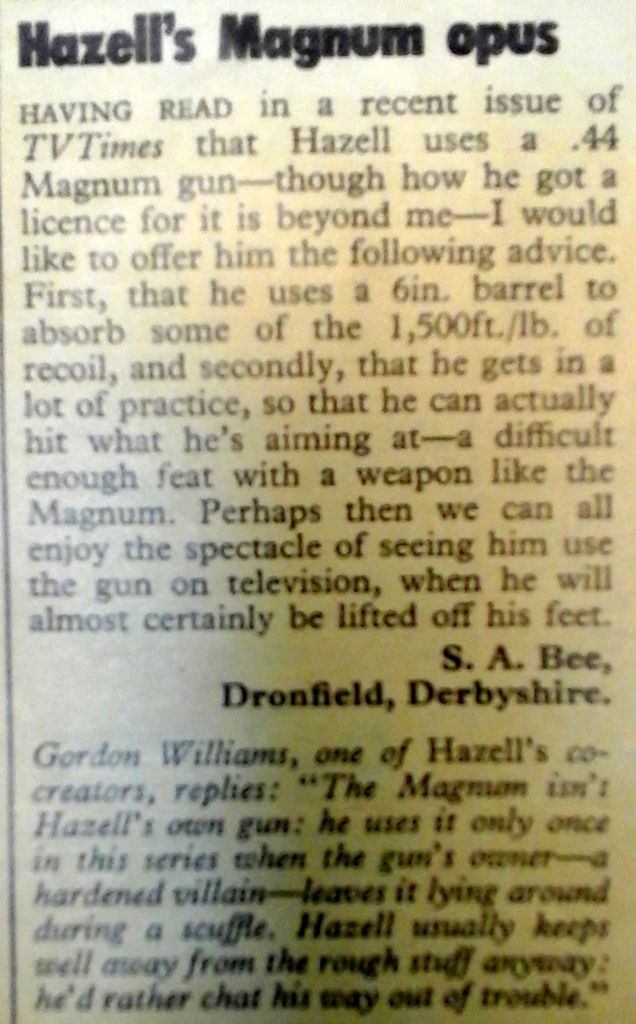 Hazell's Magnum opus
HAVING READ in a recent issue of
TVTimes that Hazell uses a .44
Magnum gun—though how he got a
licence for it is beyond me—I would
like to offer him the following advice.
First, that he uses a 6in. barrel to
absorb some of the 1,500ft./lb. of
recoil, and secondly, that he gets in a
lot of practice, so that he can actually
hit what he's aiming at—a difficult
enough feat with a weapon like the
Magnum. Perhaps then we can all
enjoy the spectacle of seeing him use
the gun on television, when he will
almost certainly be lifted off his feet.
S. A. Bee,
Dronfield, Derbyshire.
Gordon Williams, one of Hazell's co-
creators, replies: "The Magnum isn't
Hazell's own gun: he uses it only once
in this series when the gun's owner—a
hardened villain—leaves it lying around
during a scuffle. Hazell usually keeps
well away from the rough stuff anyway:
he'd rather chat his way out of trouble."